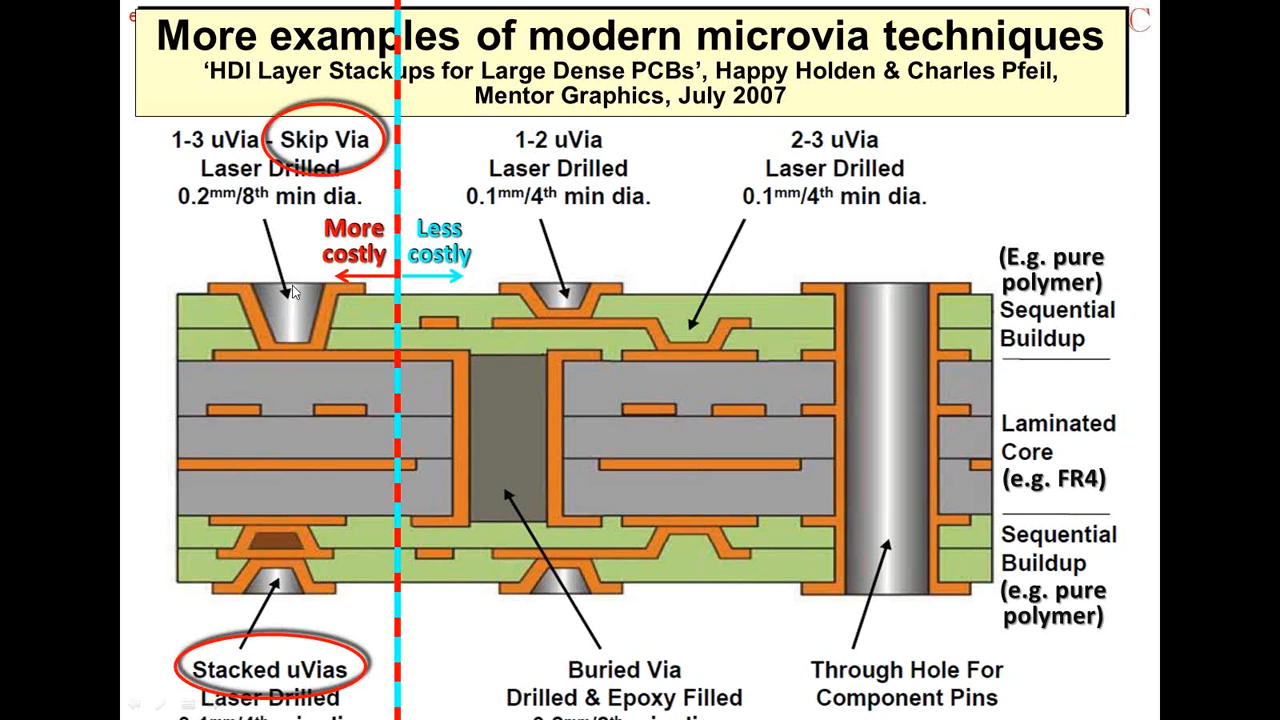 e
C
More examples of modern microvia techniques
‘HDI Layer Stackups for Large Dense PCBs’, Happy Holden & Charles Pfeil,
Mentor Graphics, July 2007
1-3 uVia - Skip Via
Laser Drilled
0.2mm/8th min dia.
1-2 uVia
Laser Drilled
0.1mm/4th min dia.
2-3 uVia
Laser Drilled
0.1mm/4th min dia.
More
costly
Less
costly
(E.g. pure
polymer)
Sequential
Buildup
Laminated
Core
(e.g. FR4)
Sequential
Buildup
(e.g. pure
polymer)
Stacked uVias
Laser Drilled
Buried Via
Drilled & Epoxy Filled
Through Hole For
Component Pins